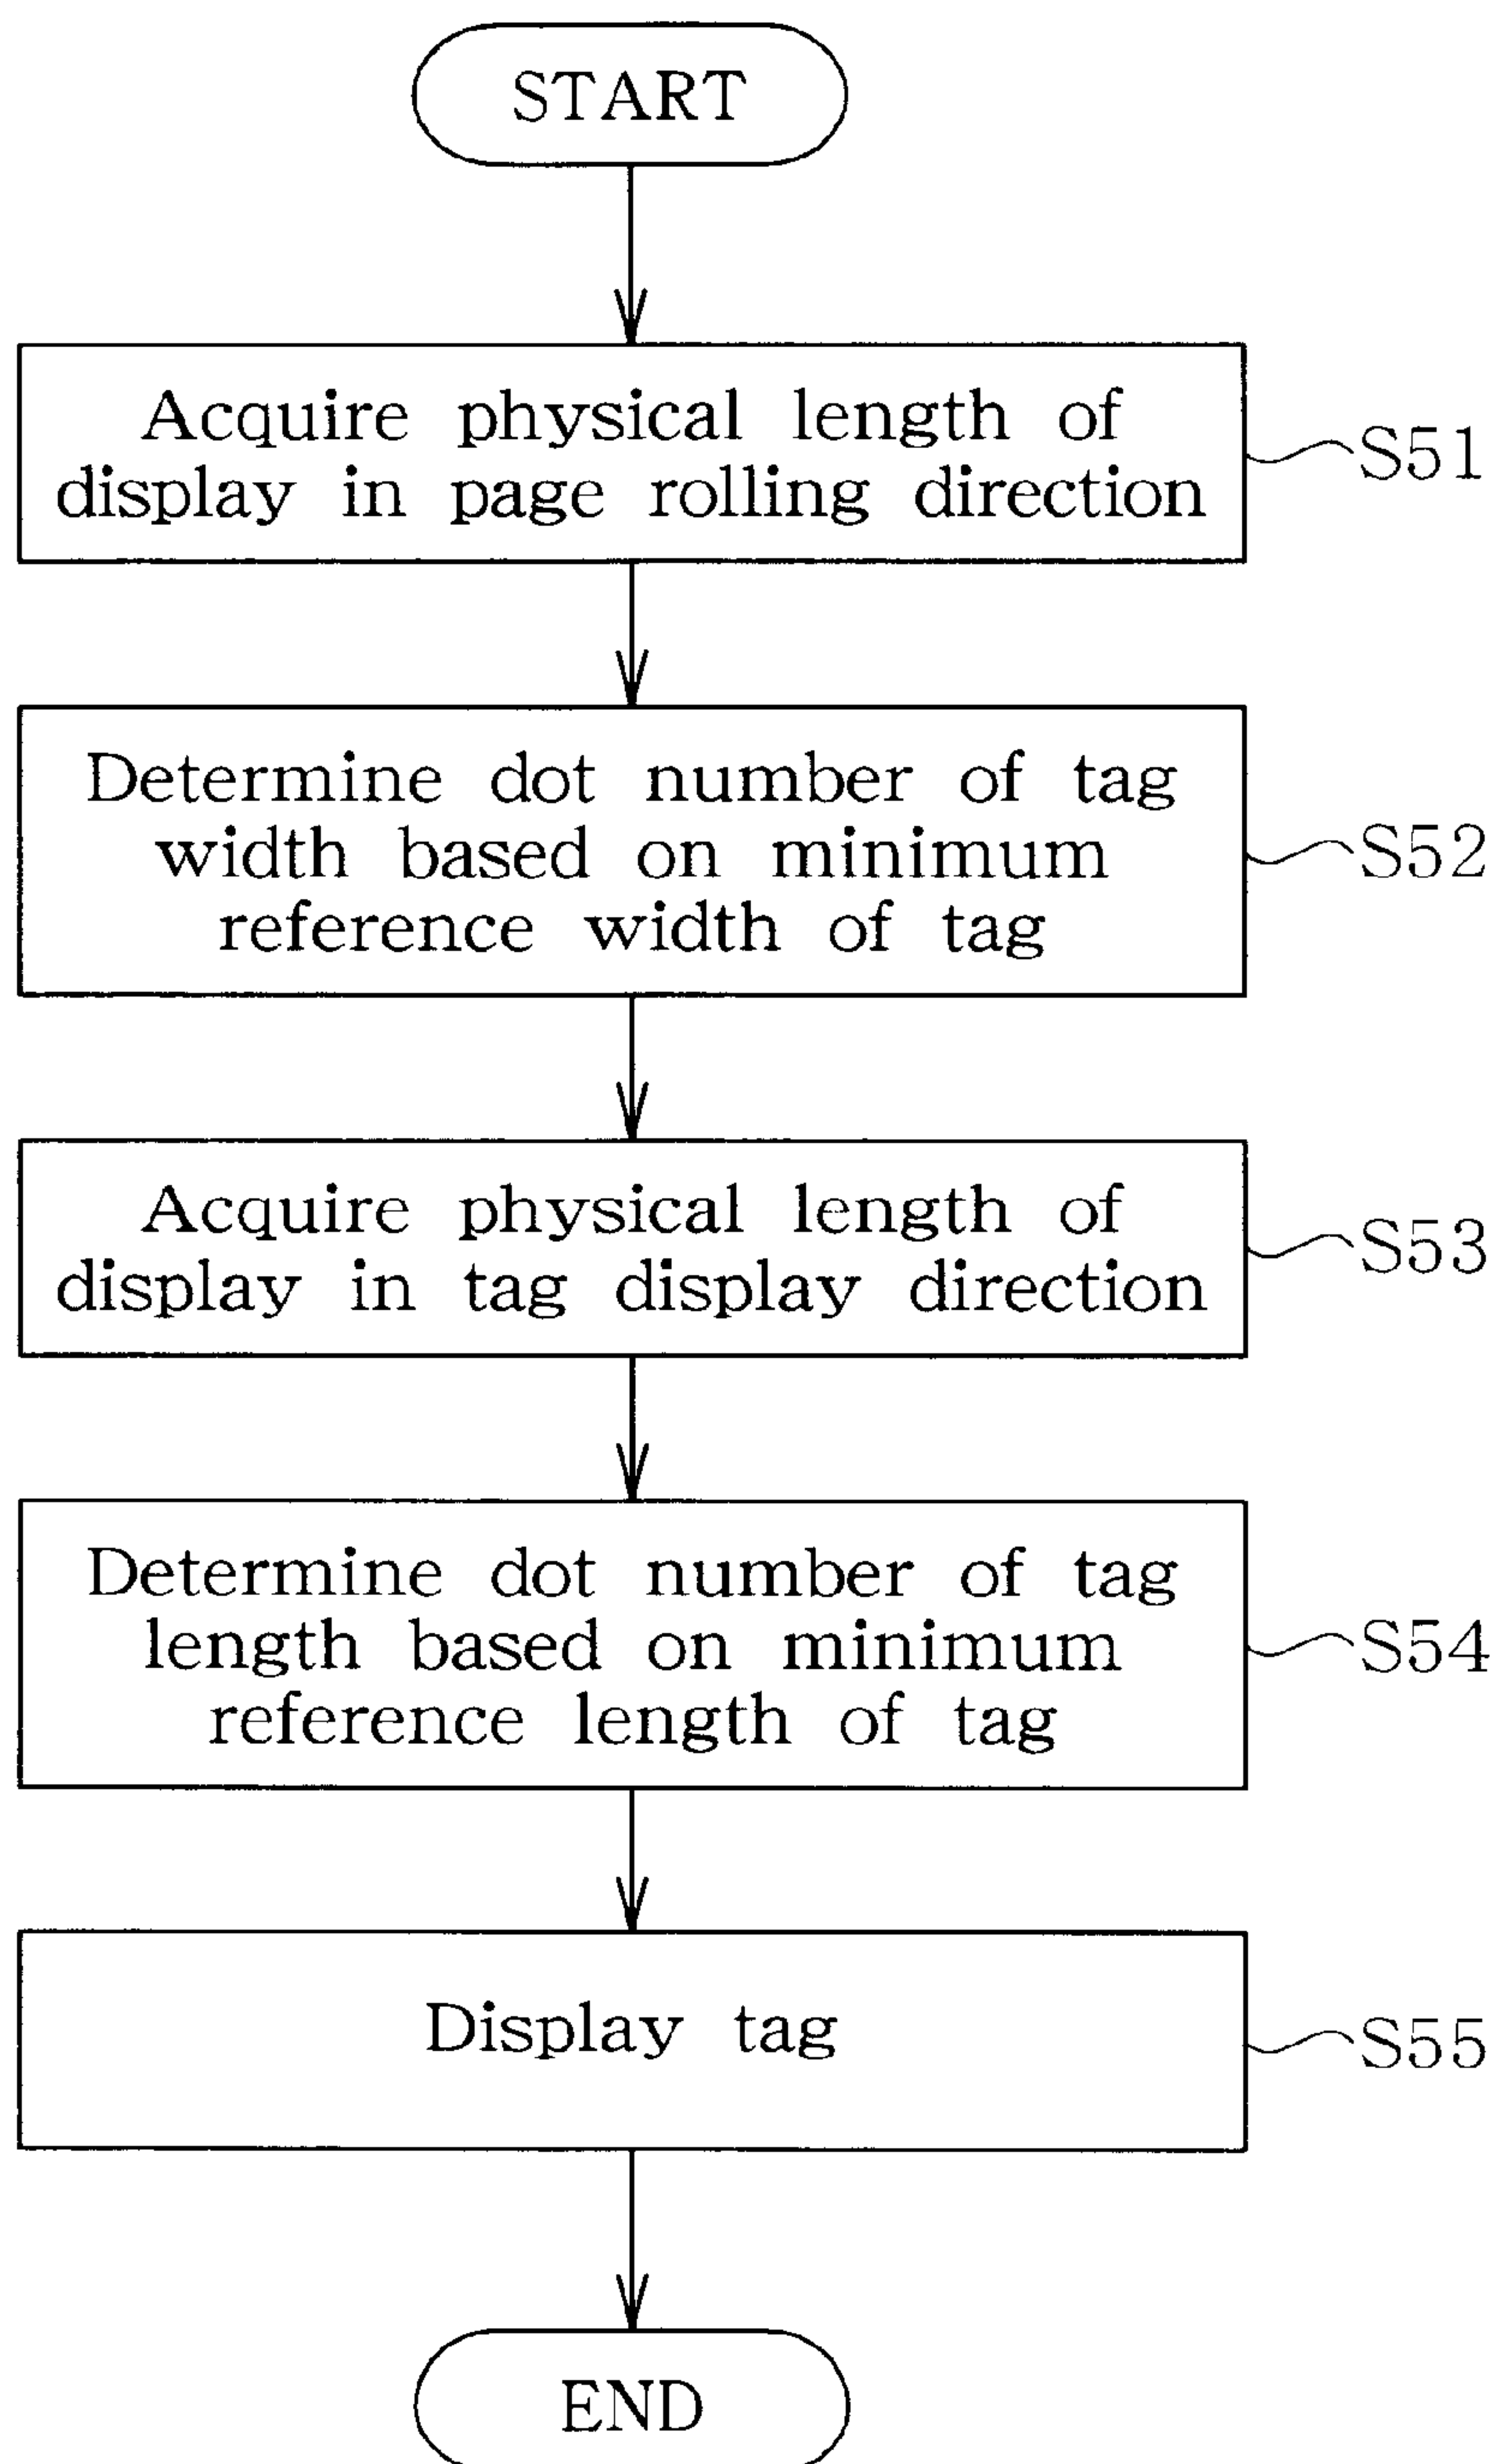 START
Acquire physical length of
display in page rolling direction
S51
Determine dot number of tag
width based on minimum
reference width of tag
S52
Acquire physical length of
display in tag display direction
S53
Determine dot number of tag
length based on minimum
reference length of tag
S54
Display tag
S55
END